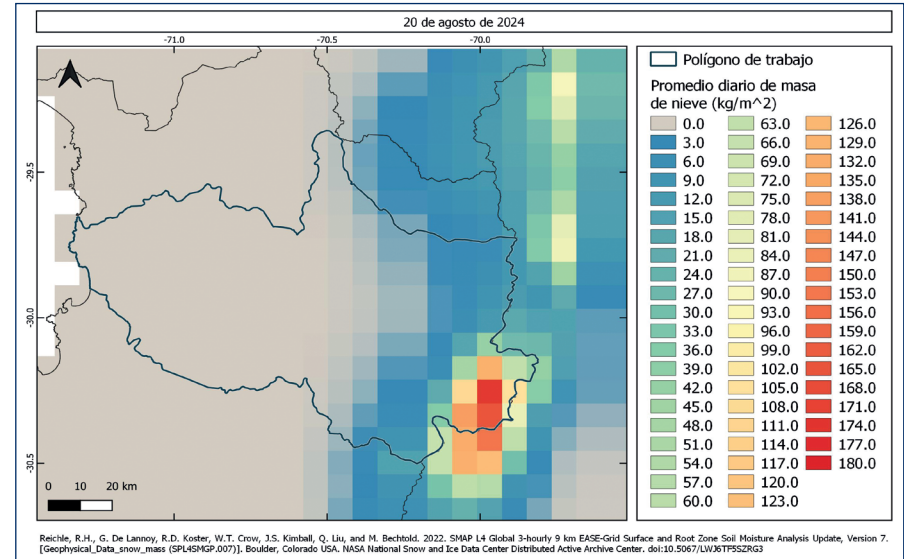 20 de agosto de 2024
-71.0
-70.5
-70.0
-29.5
-30.0
-30.5
0 10 20 km
Polígono de trabajo
Promedio diario de masa
de nieve (kg/m^2)
0.0 63.0 126.0
3.0 66.0 129.0
6.0 69.0 132.0
9.0 72.0 135.0
12.0 75.0 138.0
15.0 78.0 141.0
18.0 81.0 144.0
21.0 84.0 147.0
24.0 87.0 150.0
27.0 90.0 153.0
30.0 93.0 156.0
33.0 96.0 159.0
36.0 99.0 162.0
39.0 102.0 165.0
42.0 105.0 168.0
45.0 108.0 171.0
48.0 111.0 174.0
51.0 114.0 177.0
54.0 117.0 180.0
57.0 120.0
60.0 123.0
Reichle, R.H., G. De Lannoy, R.D. Koster, W.T. Crow, J.S. Kimball, Q. Liu, and M. Bechtold. 2022. SMAP L4 Global 3-hourly 9 km EASE-Grid Surface and Root Zone Soil Moisture Analysis Update, Version 7.
[Geophysical_Data_snow_mass (SPL4SMGP.007)]. Boulder, Colorado USA. NASA National Snow and Ice Data Center Distributed Active Archive Center. doi:10.5067/LWJ6TF5SZRG3